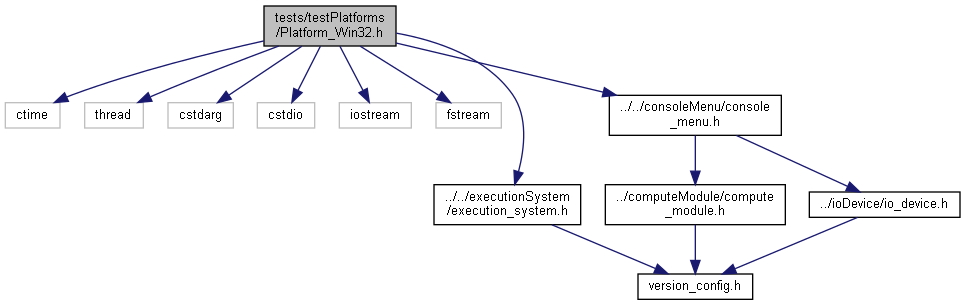 tests/testPlatforms
/Platform_Win32.h
ctime
thread
cstdarg
cstdio
iostream
fstream
../../consoleMenu/console
_menu.h
../../executionSystem
/execution_system.h
../computeModule/compute
_module.h
../ioDevice/io_device.h
version_config.h